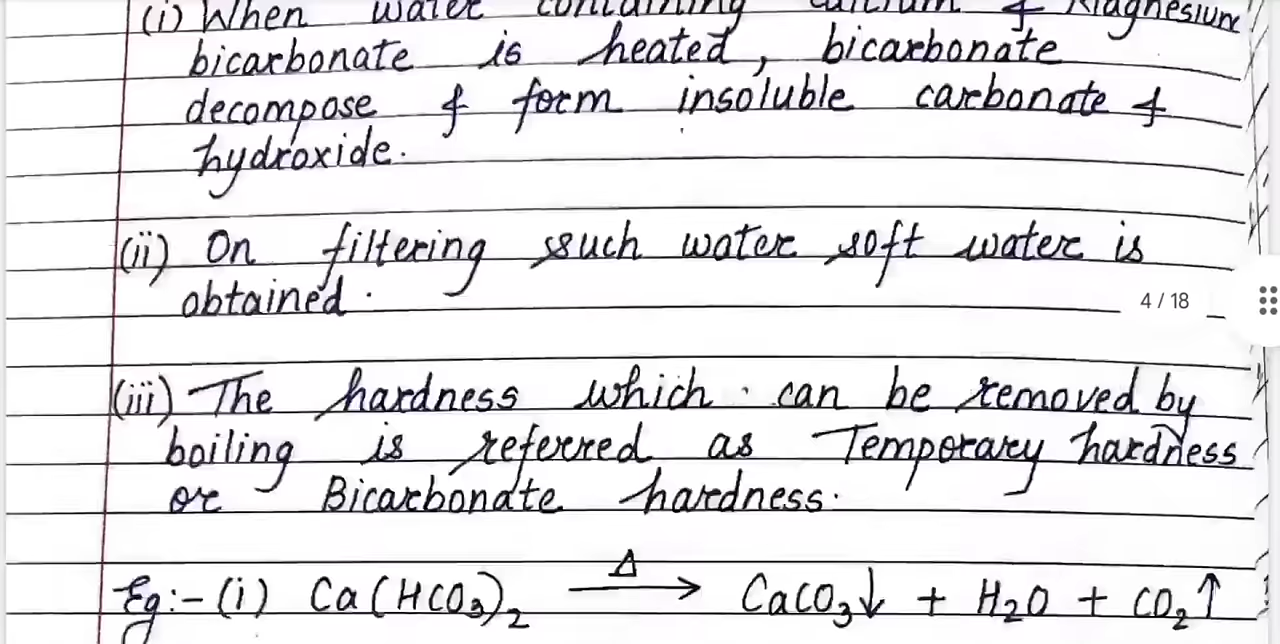 (i) When water containing calcium & Magnesium
bicarbonate is heated, bicarbonate
decompose & form insoluble carbonate &
hydroxide.
(ii) On filtering such water soft water is
obtained.
4 / 18
(iii) The hardness which can be removed by
boiling is referred as Temporary hardness
or Bicarbonate hardness.
Eg:- (i) Ca(HCO₃)₂ —Δ→ CaCO₃↓ + H₂O + CO₂↑